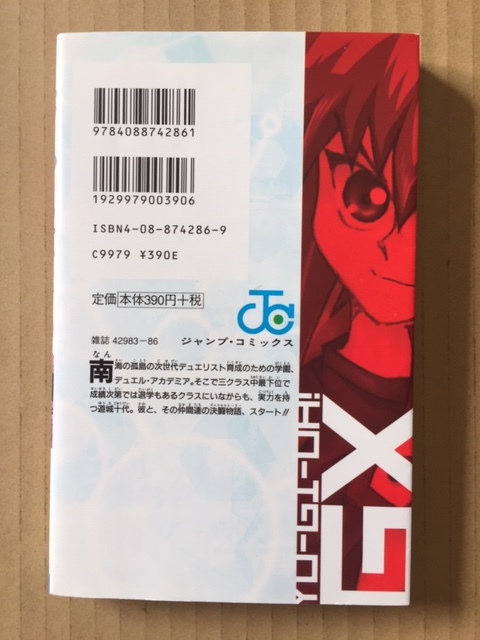 9784088742861
1929979003906
ISBN4-08-874286-9
C9979 ¥390E
定価 本体390円+税
雑誌 42983-86
ジャンプ・コミックス
南海の孤島の次世代デュエリスト育成のための学園、
デュエル・アカデミア。そこで三クラス中最下位で
成績次第では退学もあるクラスにいながらも、実力を持
つ遊城十代。彼と、その仲間達の決闘物語、スタート!!
YU-GI-OH!
GX